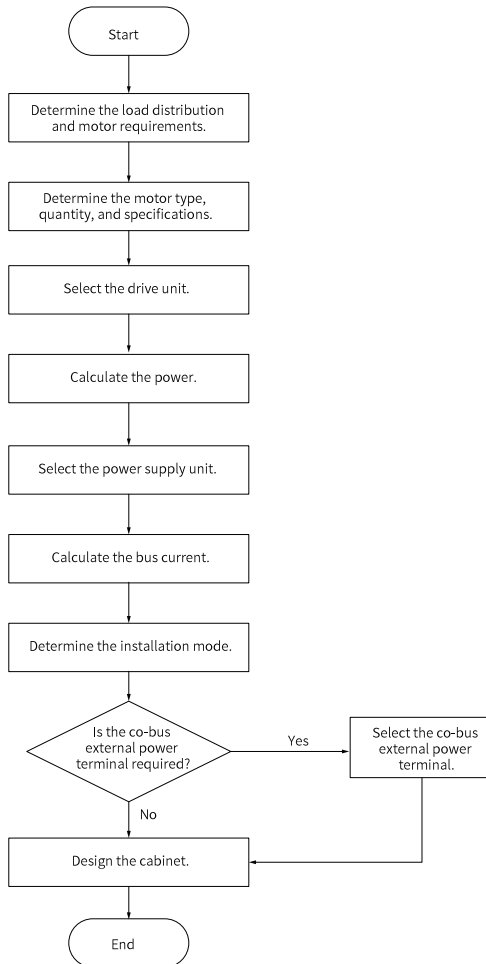 Start
Determine the load distribution
and motor requirements.
Determine the motor type,
quantity, and specifications.
Select the drive unit.
Calculate the power.
Select the power supply unit.
Calculate the bus current.
Determine the installation mode.
Is the co-bus
external power
terminal required?
Yes
Select the co-bus
external power
terminal.
No
Design the cabinet.
End